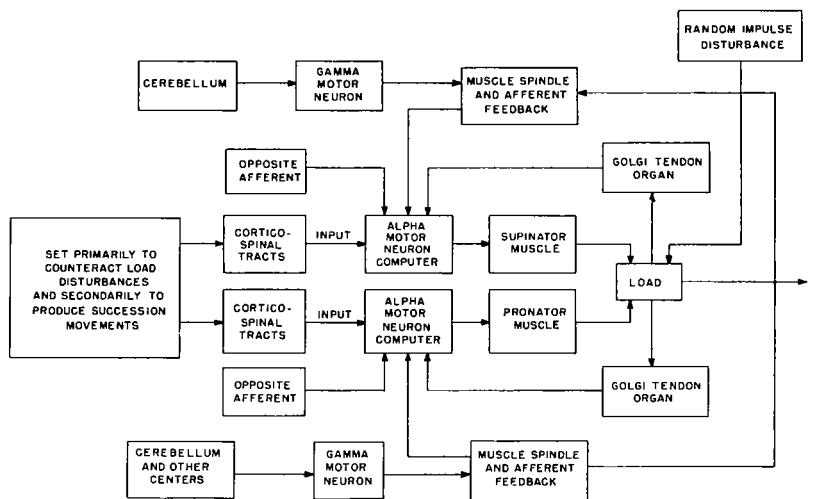 RANDOM IMPULSE
DISTURBANCE
CEREBELLUM
GAMMA
MOTOR
NEURON
MUSCLE SPINDLE
AND AFFERENT
FEEDBACK
OPPOSITE
AFFERENT
GOLGI TENDON
ORGAN
SET PRIMARILY TO
COUNTERACT LOAD
DISTURBANCES
AND SECONDARILY TO
PRODUCE SUCCESSION
MOVEMENTS
CORTICO-
SPINAL
TRACTS
INPUT
ALPHA
MOTOR
NEURON
COMPUTER
SUPINATOR
MUSCLE
LOAD
CORTICO-
SPINAL
TRACTS
INPUT
ALPHA
MOTOR
NEURON
COMPUTER
PRONATOR
MUSCLE
OPPOSITE
AFFERENT
GOLGI TENDON
ORGAN
CEREBELLUM
AND OTHER
CENTERS
GAMMA
MOTOR
NEURON
MUSCLE SPINDLE
AND AFFERENT
FEEDBACK